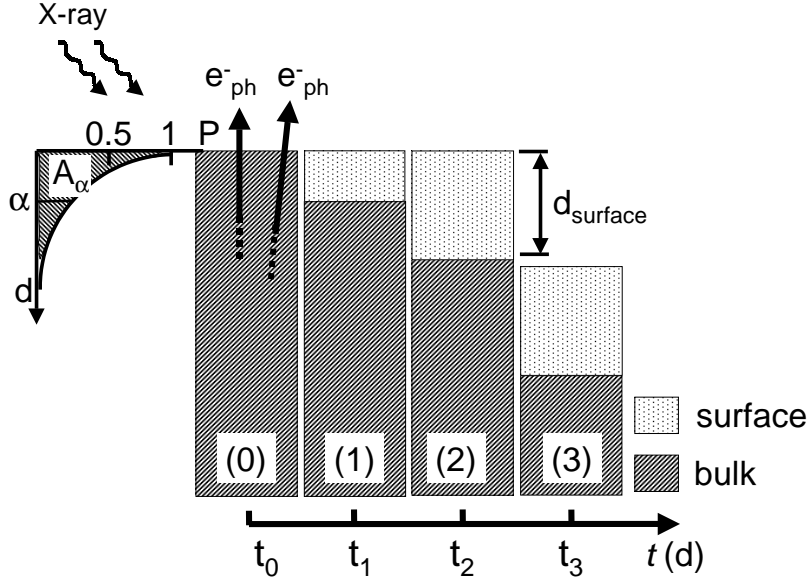 X-ray
e⁻ph e⁻ph
0.5 1 P
Aα
α
d
dsurface
surface
(0) (1) (2) (3)
bulk
t0 t1 t2 t3 t (d)